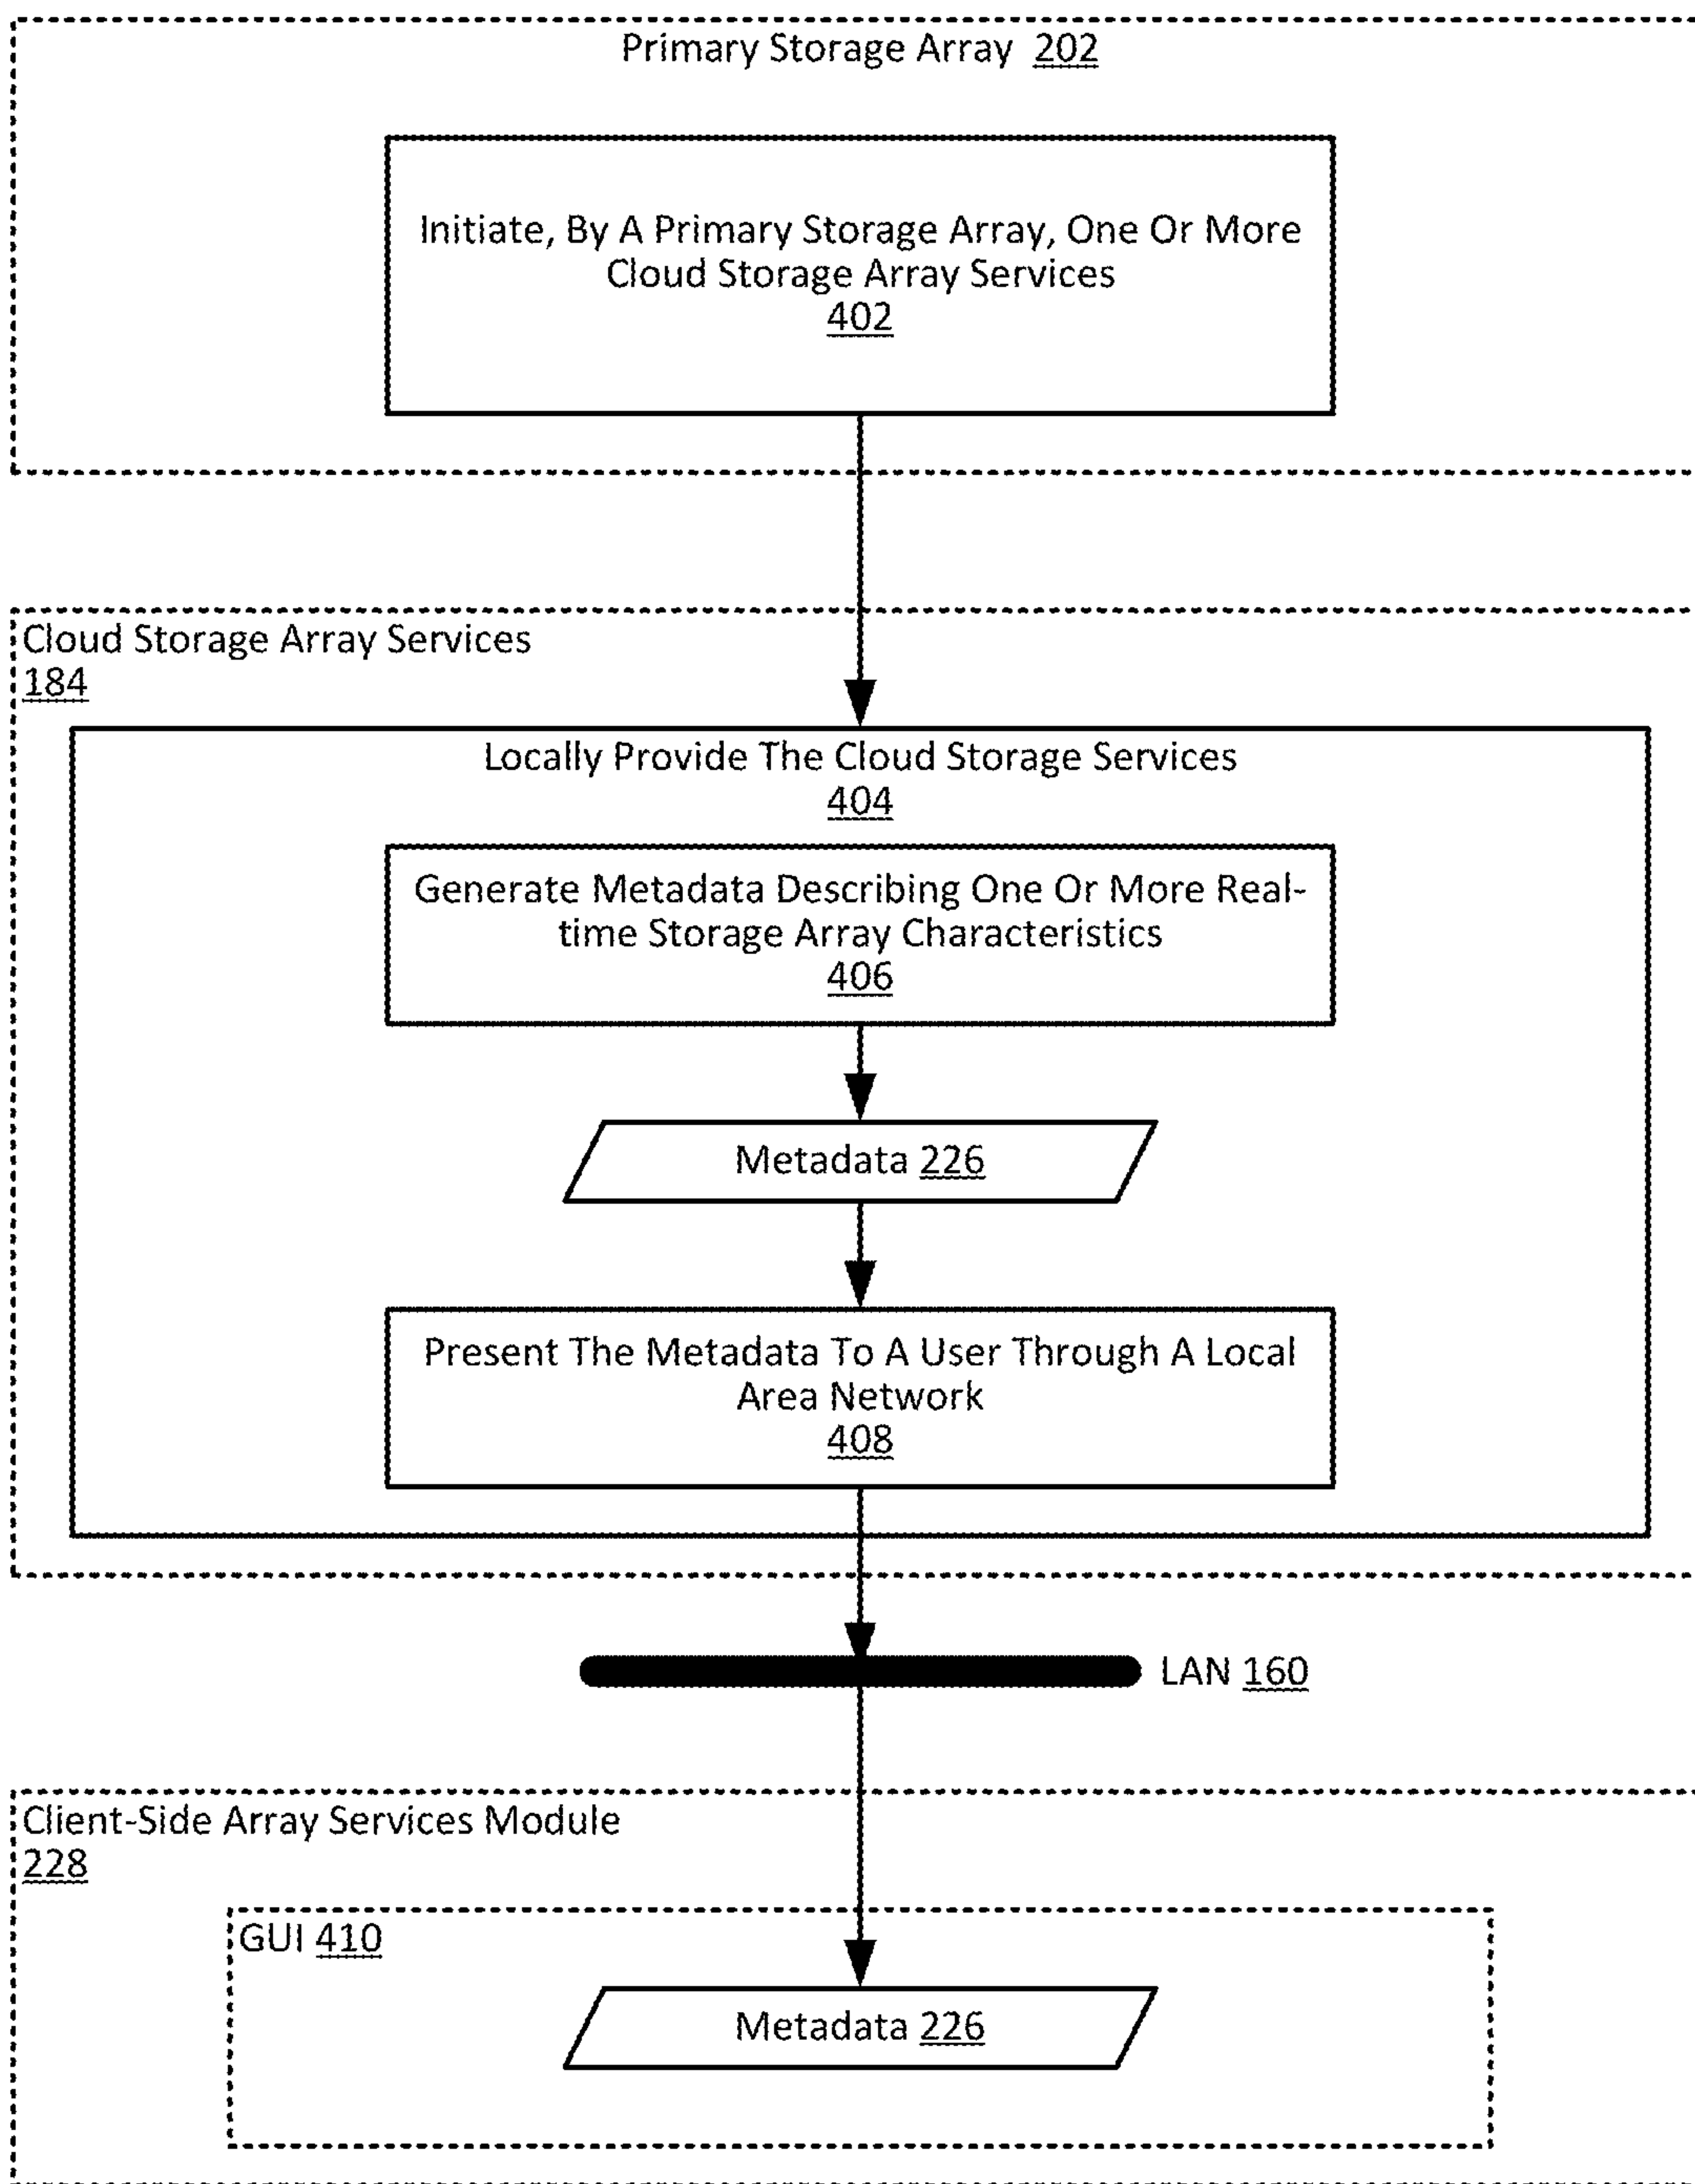 Primary Storage Array 202
Initiate, By A Primary Storage Array, One Or More
Cloud Storage Array Services
402
Cloud Storage Array Services
184
Locally Provide The Cloud Storage Services
404
Generate Metadata Describing One Or More Real-
time Storage Array Characteristics
406
Metadata 226
Present The Metadata To A User Through A Local
Area Network
408
LAN 160
Client-Side Array Services Module
228
GUI 410
Metadata 226